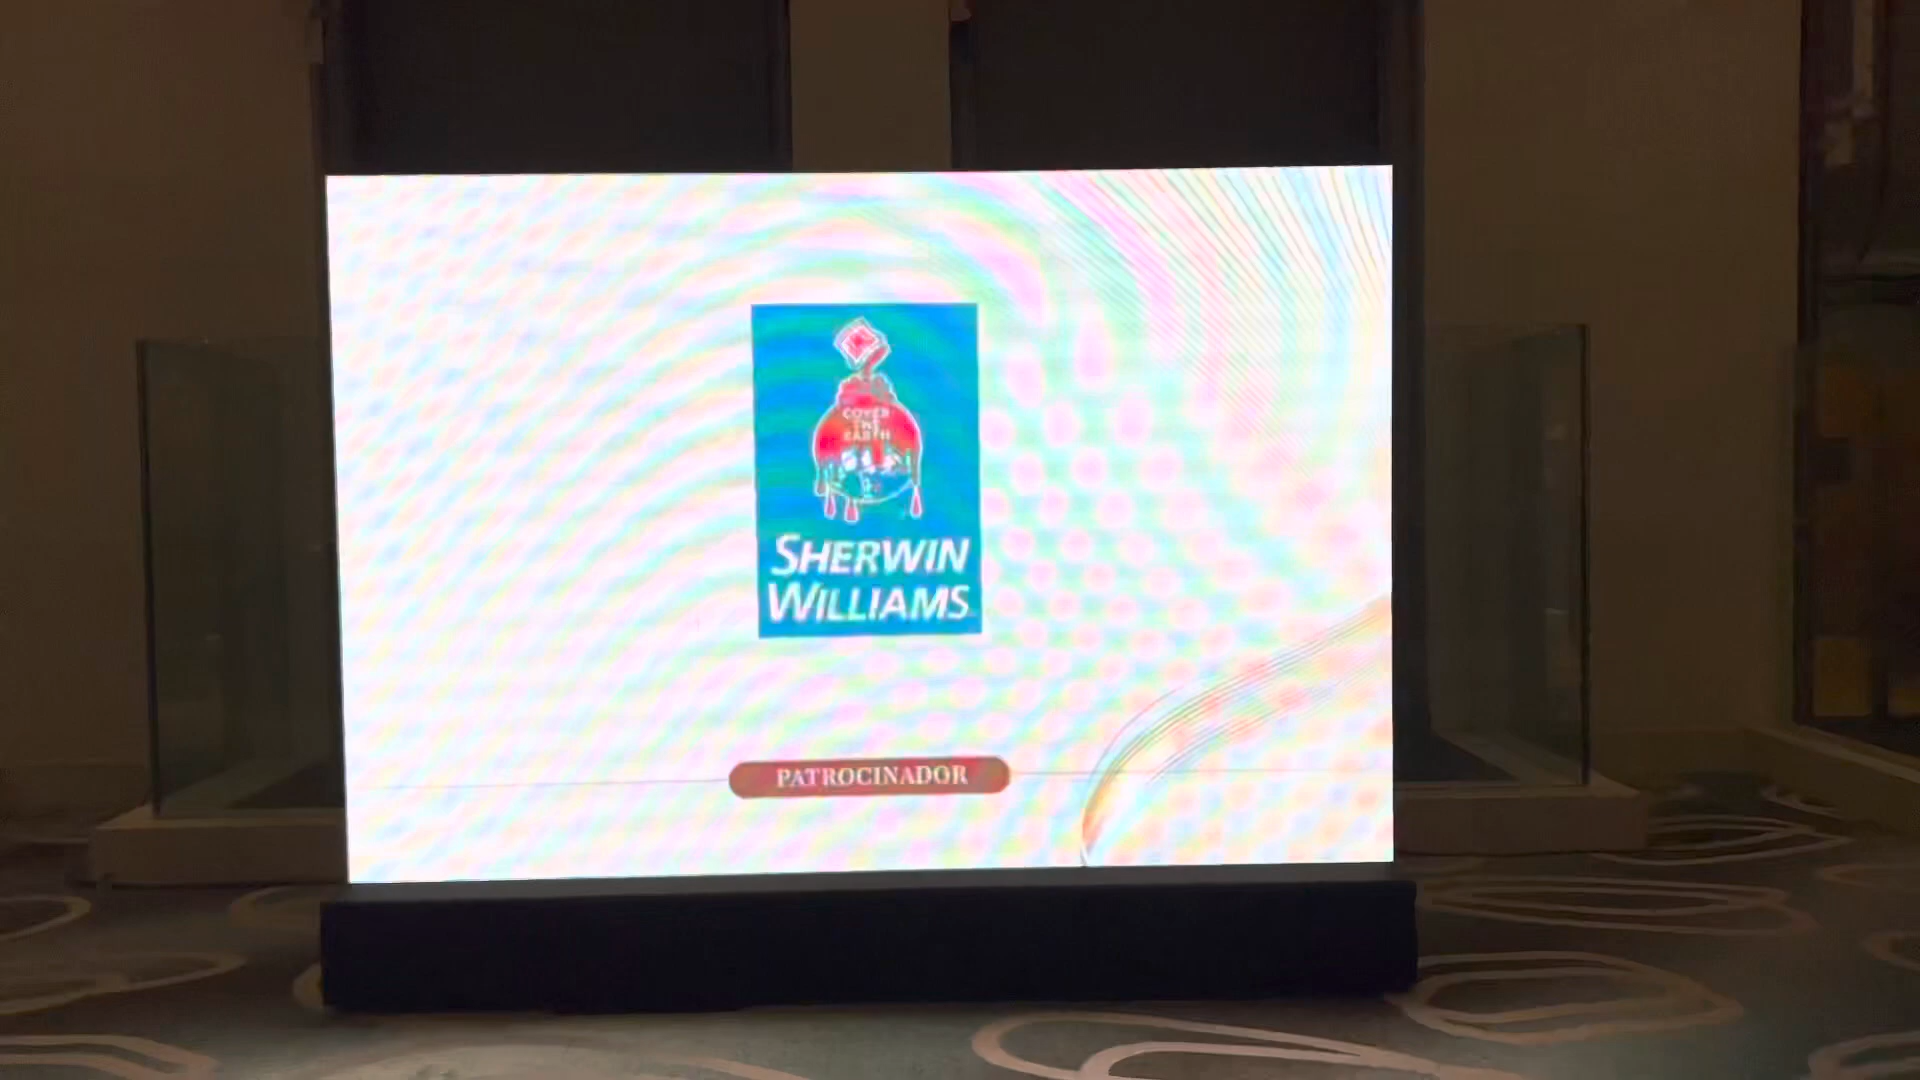 COVER
THE
EARTH
SHERWIN
WILLIAMS
PATROCINADOR